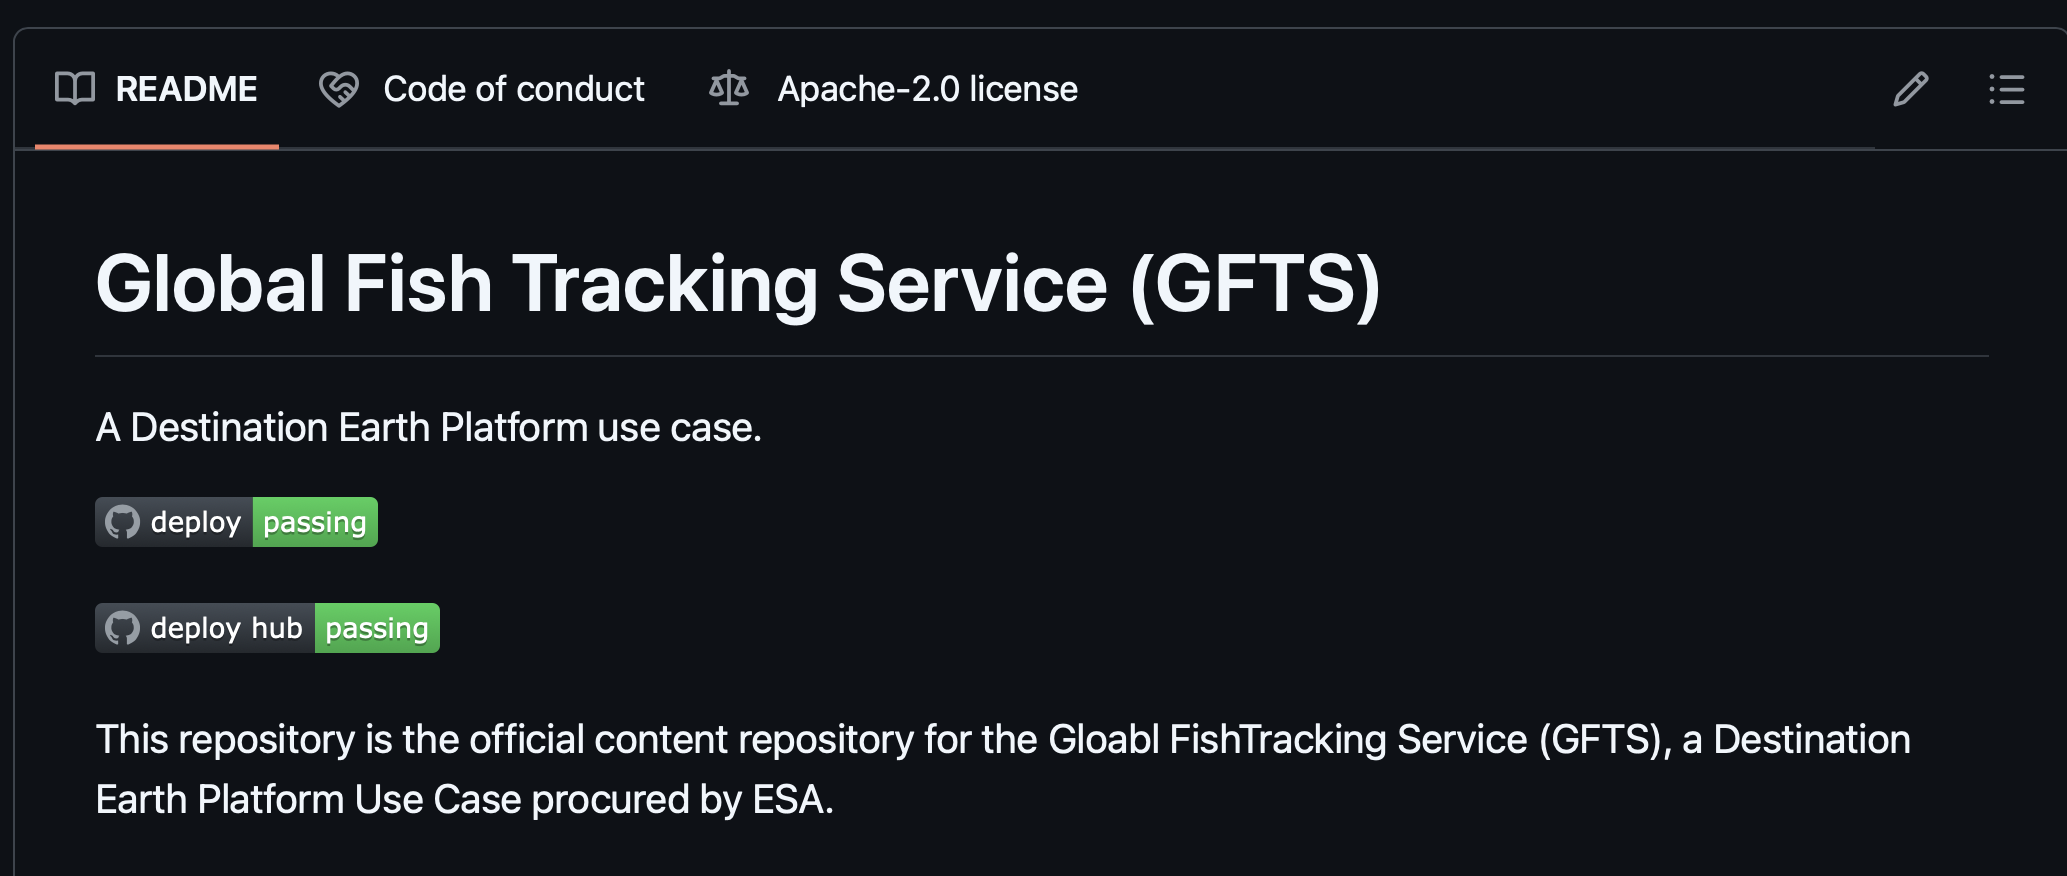 README Code of conduct Apache-2.0 license
Global Fish Tracking Service (GFTS)
A Destination Earth Platform use case.
deploy passing
deploy hub passing
This repository is the official content repository for the Gloabl FishTracking Service (GFTS), a Destination
Earth Platform Use Case procured by ESA.